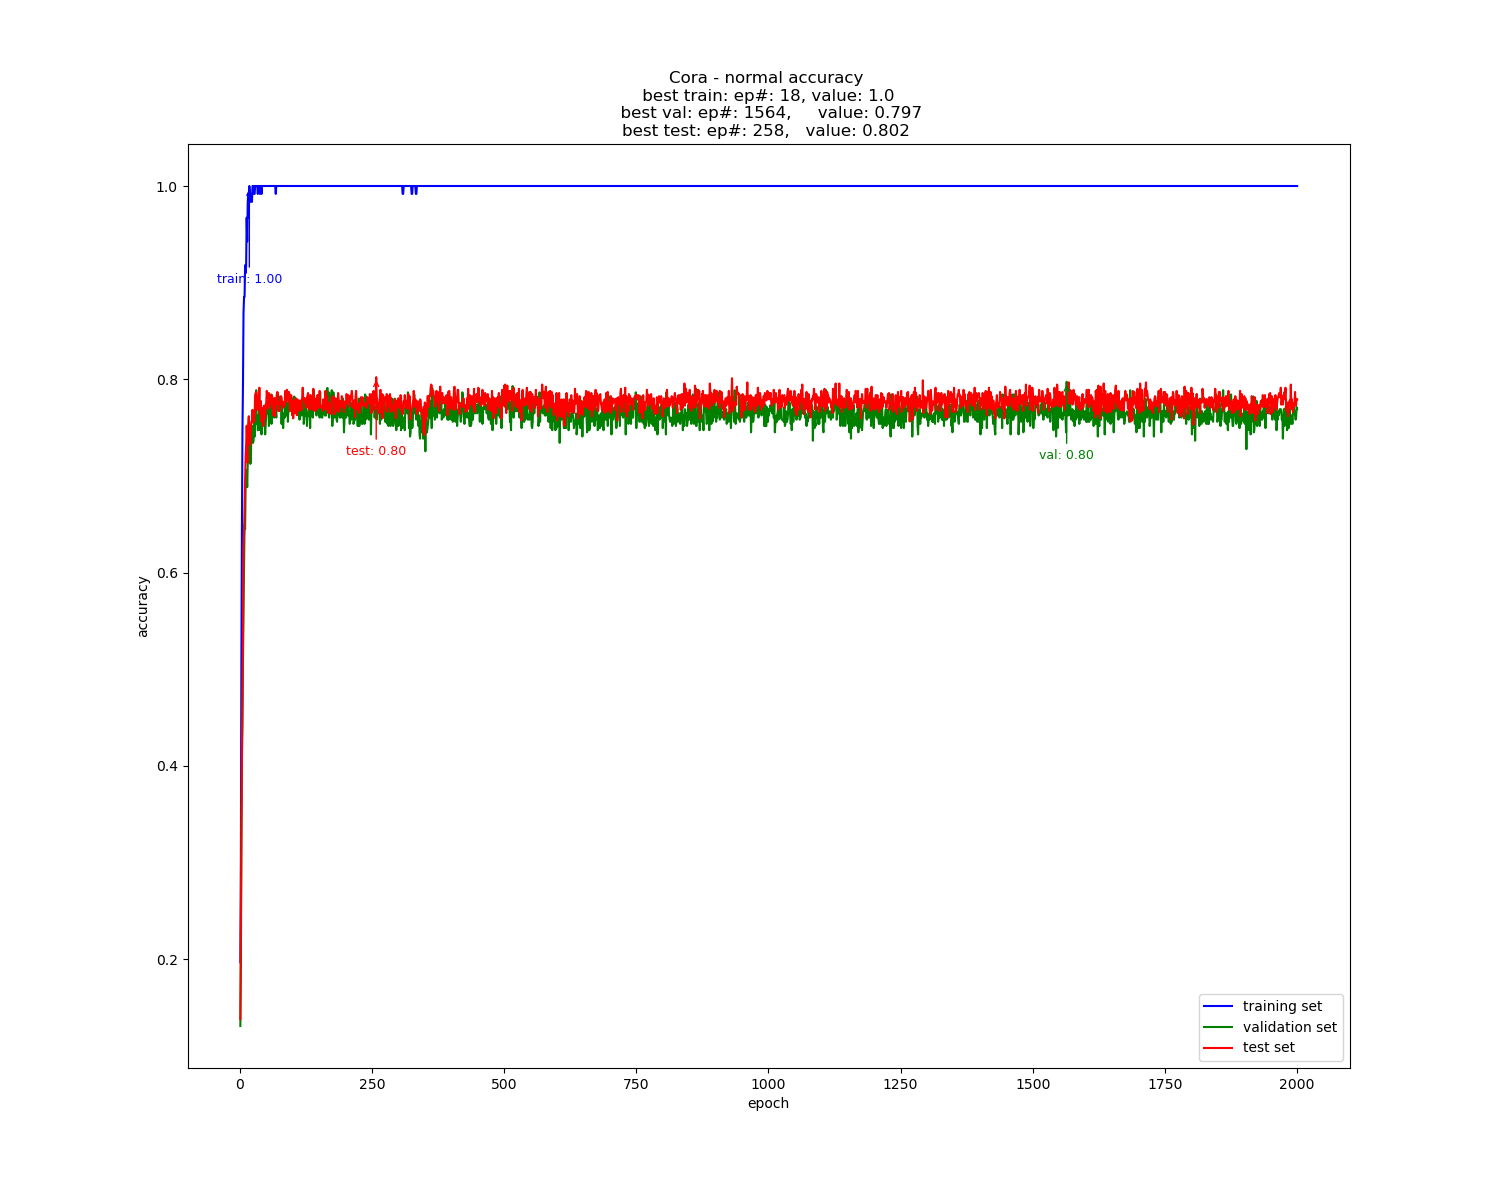 Cora - normal accuracy
best train: ep#: 18, value: 1.0
best val: ep#: 1564, value: 0.797
best test: ep#: 258, value: 0.802
1.0
train: 1.00
0.8
test: 0.80
val: 0.80
0.6
accuracy
0.4
0.2
training set
validation set
test set
0 250 500 750 1000 1250 1500 1750 2000
epoch